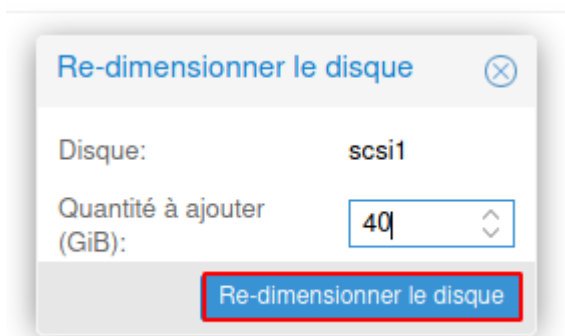 Re-dimensionner le disque
Disque: scsi1
Quantité à ajouter
(GiB): 40
Re-dimensionner le disque